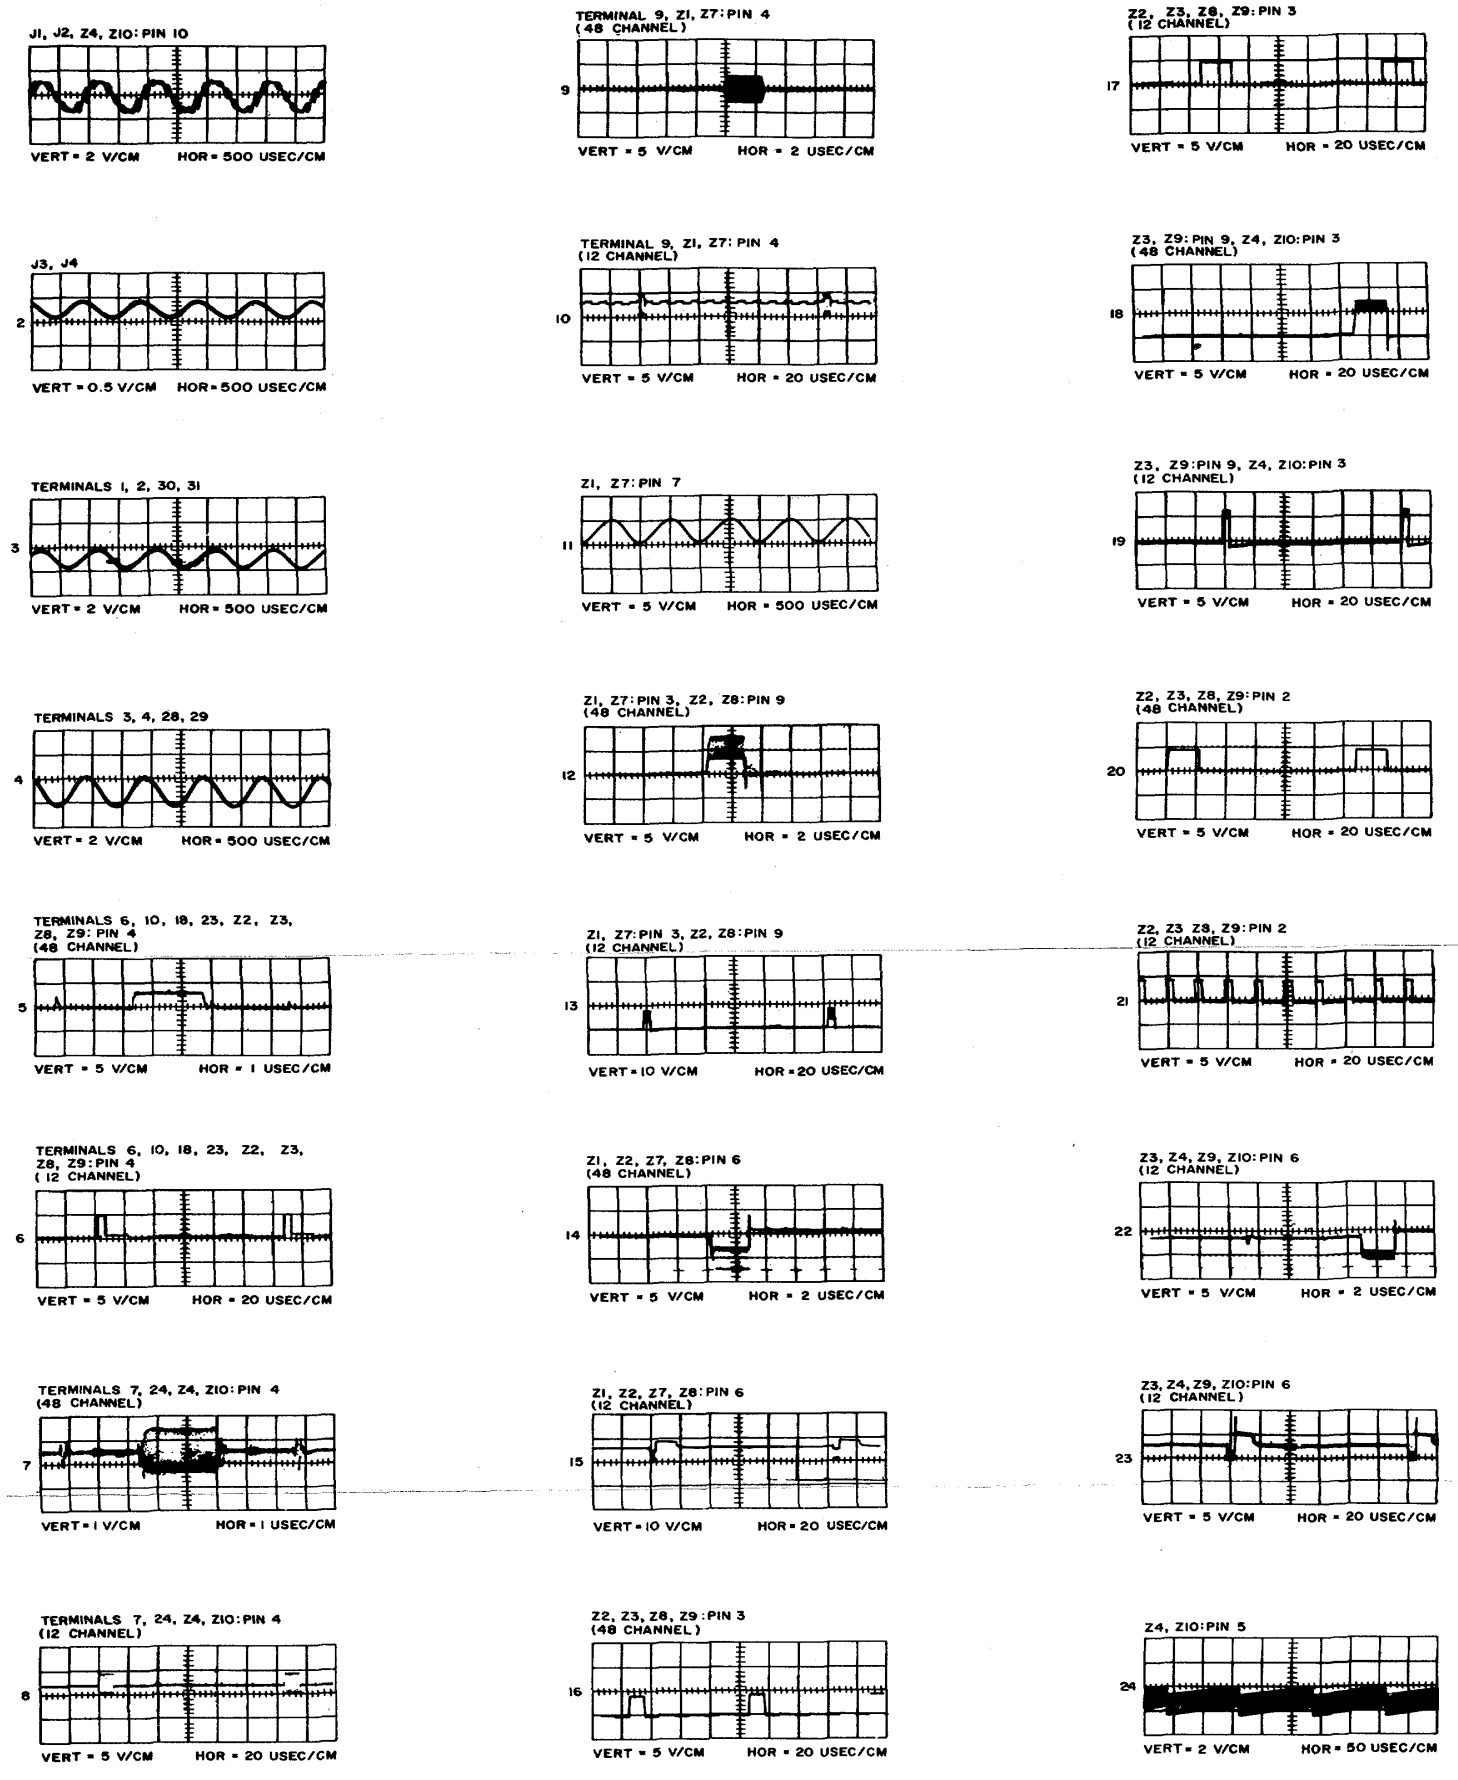 J1, J2, Z4, Z10: PIN 10
VERT = 2 V/CM HOR = 500 USEC/CM
J3, J4
2
VERT = 0.5 V/CM HOR = 500 USEC/CM
TERMINALS 1, 2, 30, 31
3
VERT = 2 V/CM HOR = 500 USEC/CM
TERMINALS 3, 4, 28, 29
4
VERT = 2 V/CM HOR = 500 USEC/CM
TERMINALS 6, 10, 18, 23, Z2, Z3,
Z8, Z9: PIN 4
(48 CHANNEL)
5
VERT = 5 V/CM HOR = 1 USEC/CM
TERMINALS 6, 10, 18, 23, Z2, Z3,
Z8, Z9: PIN 4
(12 CHANNEL)
6
VERT = 5 V/CM HOR = 20 USEC/CM
TERMINALS 7, 24, Z4, Z10: PIN 4
(48 CHANNEL)
7
VERT = 1 V/CM HOR = 1 USEC/CM
TERMINALS 7, 24, Z4, Z10: PIN 4
(12 CHANNEL)
8
VERT = 5 V/CM HOR = 20 USEC/CM
TERMINAL 9, Z1, Z7: PIN 4
(48 CHANNEL)
9
VERT = 5 V/CM HOR = 2 USEC/CM
TERMINAL 9, Z1, Z7: PIN 4
(12 CHANNEL)
10
VERT = 5 V/CM HOR = 20 USEC/CM
Z1, Z7: PIN 7
11
VERT = 5 V/CM HOR = 500 USEC/CM
Z1, Z7: PIN 3, Z2, Z8: PIN 9
(48 CHANNEL)
12
VERT = 5 V/CM HOR = 2 USEC/CM
Z1, Z7: PIN 3, Z2, Z8: PIN 9
(12 CHANNEL)
13
VERT = 10 V/CM HOR = 20 USEC/CM
Z1, Z2, Z7, Z8: PIN 6
(48 CHANNEL)
14
VERT = 5 V/CM HOR = 2 USEC/CM
Z1, Z2, Z7, Z8: PIN 6
(12 CHANNEL)
15
VERT = 10 V/CM HOR = 20 USEC/CM
Z2, Z3, Z8, Z9: PIN 3
(48 CHANNEL)
16
VERT = 5 V/CM HOR = 20 USEC/CM
Z2, Z3, Z8, Z9: PIN 3
(12 CHANNEL)
17
VERT = 5 V/CM HOR = 20 USEC/CM
Z3, Z9: PIN 9, Z4, Z10: PIN 3
(48 CHANNEL)
18
VERT = 5 V/CM HOR = 20 USEC/CM
Z3, Z9: PIN 9, Z4, Z10: PIN 3
(12 CHANNEL)
19
VERT = 5 V/CM HOR = 20 USEC/CM
Z2, Z3, Z8, Z9: PIN 2
(48 CHANNEL)
20
VERT = 5 V/CM HOR = 20 USEC/CM
Z2, Z3 Z8, Z9: PIN 2
(12 CHANNEL)
21
VERT = 5 V/CM HOR = 20 USEC/CM
Z3, Z4, Z9, Z10: PIN 6
(12 CHANNEL)
22
VERT = 5 V/CM HOR = 2 USEC/CM
Z3, Z4, Z9, Z10: PIN 6
(12 CHANNEL)
23
VERT = 5 V/CM HOR = 20 USEC/CM
Z4, Z10: PIN 5
24
VERT = 2 V/CM HOR = 50 USEC/CM